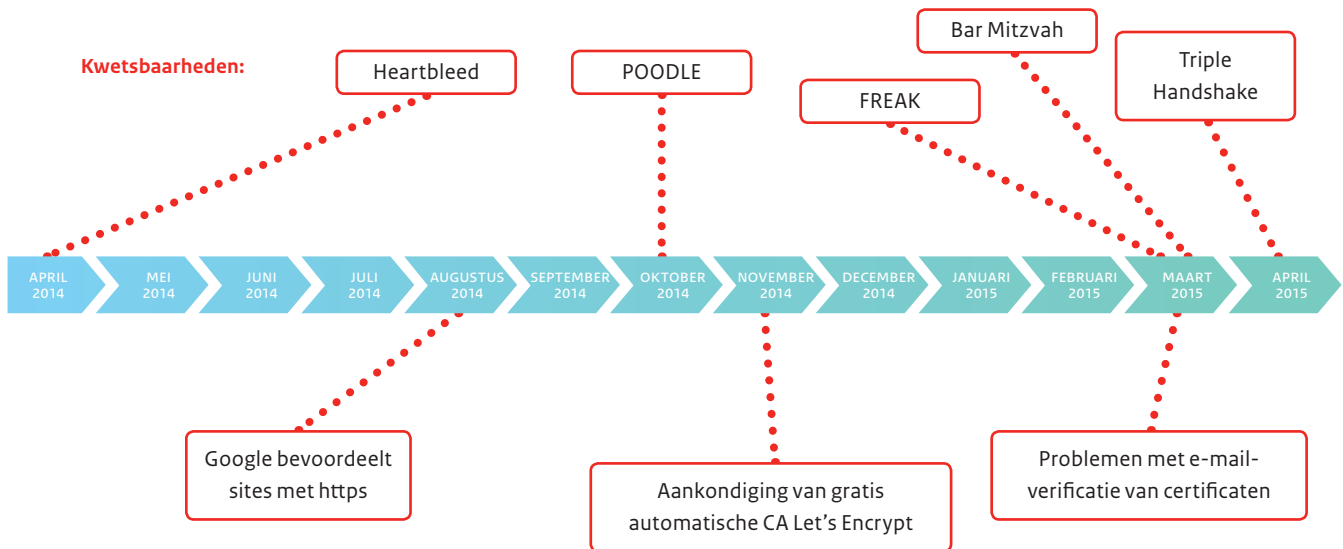 Kwetsbaarheden:
Heartbleed
POODLE
FREAK
Bar Mitzvah
Triple
Handshake
APRIL
2014
MEI
2014
JUNI
2014
JULI
2014
AUGUSTUS
2014
SEPTEMBER
2014
OKTOBER
2014
NOVEMBER
2014
DECEMBER
2014
JANUARI
2015
FEBRUARI
2015
MAART
2015
APRIL
2015
Google bevoordeelt
sites met https
Aankondiging van gratis
automatische CA Let’s Encrypt
Problemen met e-mail-
verificatie van certificaten